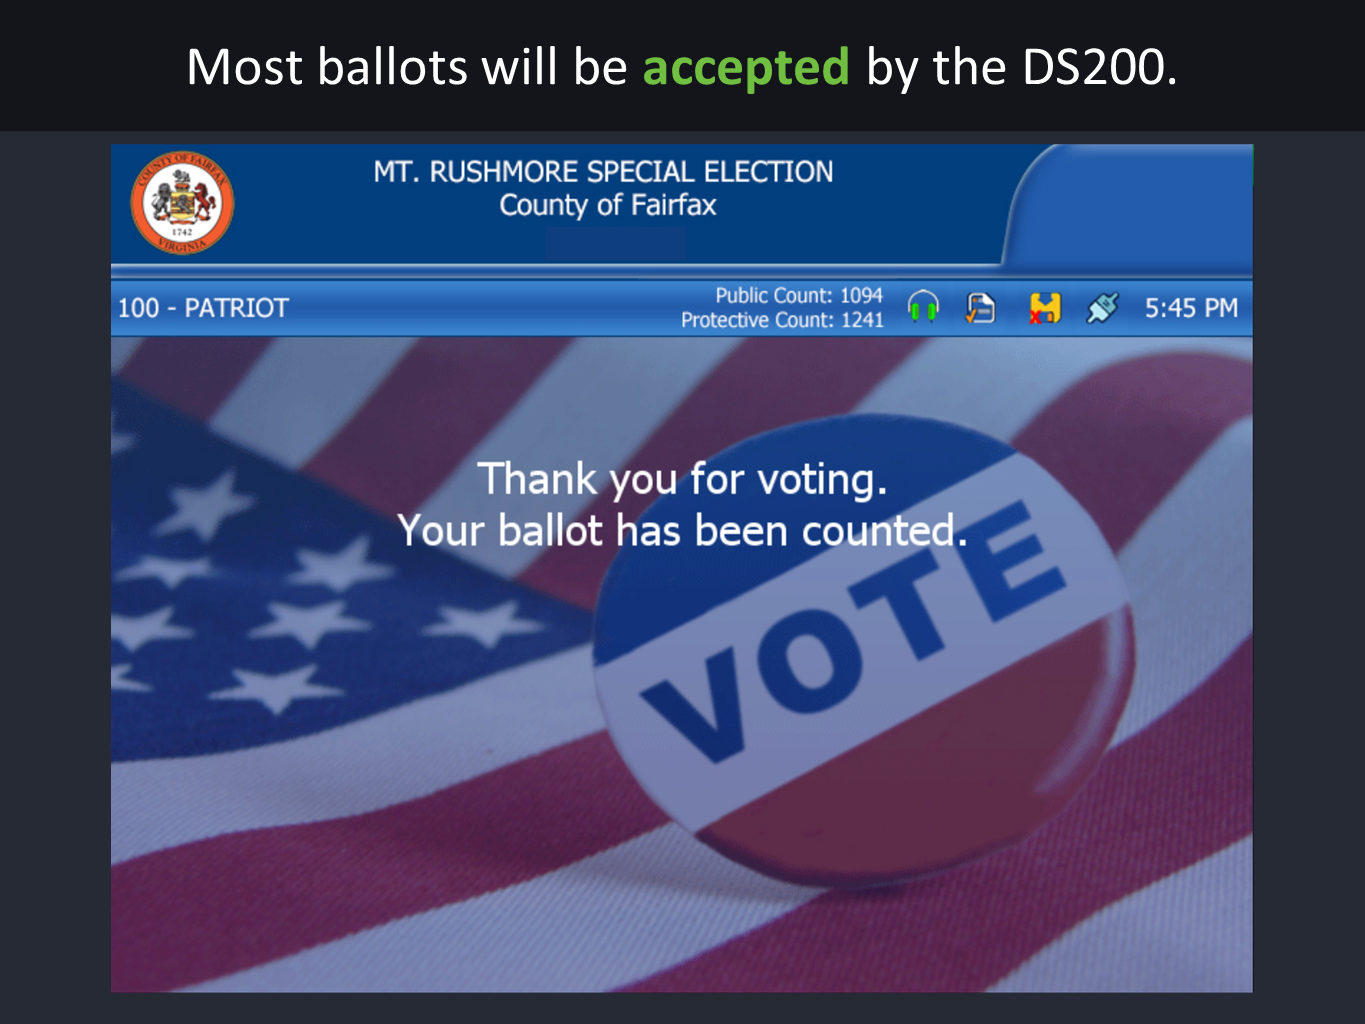 Most ballots will be accepted by the DS200.
COUNTY OF FAIRFAX
1742
VIRGINIA
MT. RUSHMORE SPECIAL ELECTION
County of Fairfax
100 - PATRIOT
Public Count: 1094
Protective Count: 1241
5:45 PM
Thank you for voting.
Your ballot has been counted.
VOTE